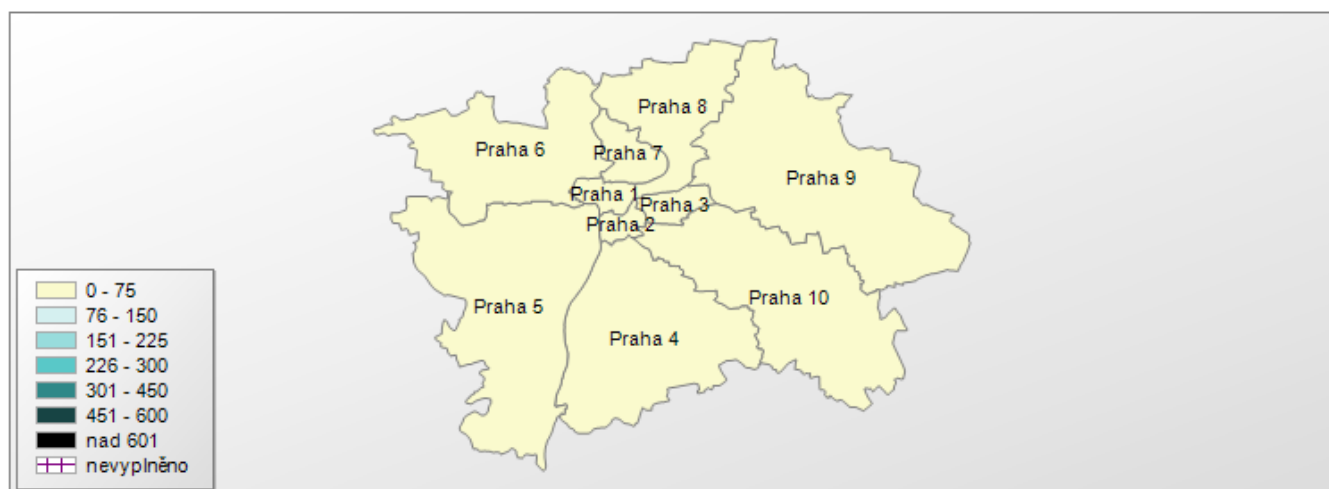 Praha 8
Praha 6
Praha 7
Praha 9
Praha 1
Praha 3
Praha 2
Praha 10
Praha 5
Praha 4
0 - 75
76 - 150
151 - 225
226 - 300
301 - 450
451 - 600
nad 601
nevyplněno